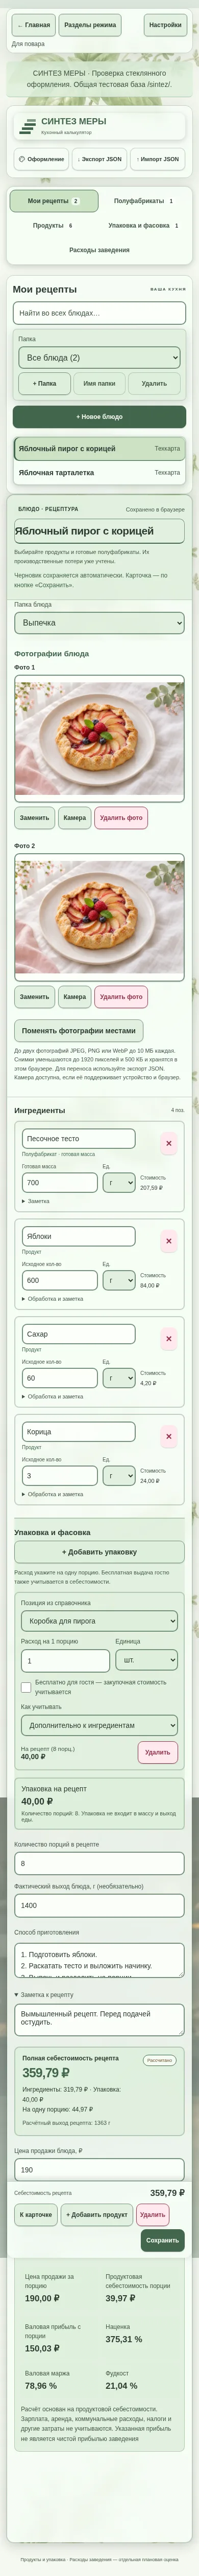 ← Главная
Разделы режима
Настройки
Для повара
СИНТЕЗ МЕРЫ · Проверка стеклянного
оформления. Общая тестовая база /sintez/.
СИНТЕЗ МЕРЫ
Кухонный калькулятор
Оформление
↓ Экспорт JSON
↑ Импорт JSON
Мои рецепты 2
Полуфабрикаты 1
Продукты 6
Упаковка и фасовка 1
Расходы заведения
Мои рецепты
ВАША КУХНЯ
Найти во всех блюдах…
Папка
Все блюда (2)
+ Папка
Имя папки
Удалить
+ Новое блюдо
Яблочный пирог с корицей
Техкарта
Яблочная тарталетка
Техкарта
БЛЮДО · РЕЦЕПТУРА
Сохранено в браузере
Яблочный пирог с корицей
Выбирайте продукты и готовые полуфабрикаты. Их
производственные потери уже учтены.
Черновик сохраняется автоматически. Карточка — по
кнопке «Сохранить».
Папка блюда
Выпечка
Фотографии блюда
Фото 1
Заменить
Камера
Удалить фото
Фото 2
Заменить
Камера
Удалить фото
Поменять фотографии местами
До двух фотографий JPEG, PNG или WebP до 10 МБ каждая.
Снимки уменьшаются до 1920 пикселей и 500 КБ и хранятся в
этом браузере. Для переноса используйте экспорт JSON.
Камера доступна, если её поддерживают устройство и браузер.
Ингредиенты
4 поз.
Песочное тесто
×
Полуфабрикат · готовая масса
Готовая масса
Ед.
Стоимость
700
г
207,59 ₽
▶ Заметка
Яблоки
×
Продукт
Исходное кол-во
Ед.
Стоимость
600
г
84,00 ₽
▶ Обработка и заметка
Сахар
×
Продукт
Исходное кол-во
Ед.
Стоимость
60
г
4,20 ₽
▶ Обработка и заметка
Корица
×
Продукт
Исходное кол-во
Ед.
Стоимость
3
г
24,00 ₽
▶ Обработка и заметка
Упаковка и фасовка
+ Добавить упаковку
Расход укажите на одну порцию. Бесплатная выдача гостю
также учитывается в себестоимости.
Позиция из справочника
Коробка для пирога
Расход на 1 порцию
Единица
1
шт.
Бесплатно для гостя — закупочная стоимость
учитывается
Как учитывать
Дополнительно к ингредиентам
На рецепт (8 порц.)
40,00 ₽
Удалить
Упаковка на рецепт
40,00 ₽
Количество порций: 8. Упаковка не входит в массу и выход
еды.
Количество порций в рецепте
8
Фактический выход блюда, г (необязательно)
1400
Способ приготовления
1. Подготовить яблоки.
2. Раскатать тесто и выложить начинку.
▼ Заметка к рецепту
Вымышленный рецепт. Перед подачей
остудить.
Полная себестоимость рецепта
Рассчитано
359,79 ₽
Ингредиенты: 319,79 ₽ · Упаковка:
40,00 ₽
На одну порцию: 44,97 ₽
Расчётный выход рецепта: 1363 г
Цена продажи блюда, ₽
190
Себестоимость рецепта
359,79 ₽
К карточке
+ Добавить продукт
Удалить
Сохранить
Цена продажи за
порцию
190,00 ₽
Продуктовая
себестоимость порции
39,97 ₽
Валовая прибыль с
порции
150,03 ₽
Наценка
375,31 %
Валовая маржа
78,96 %
Фудкост
21,04 %
Расчёт основан на продуктовой себестоимости.
Зарплата, аренда, коммунальные расходы, налоги и
другие затраты не учитываются. Указанная прибыль
не является чистой прибылью заведения
Продукты и упаковка · Расходы заведения — отдельная плановая оценка